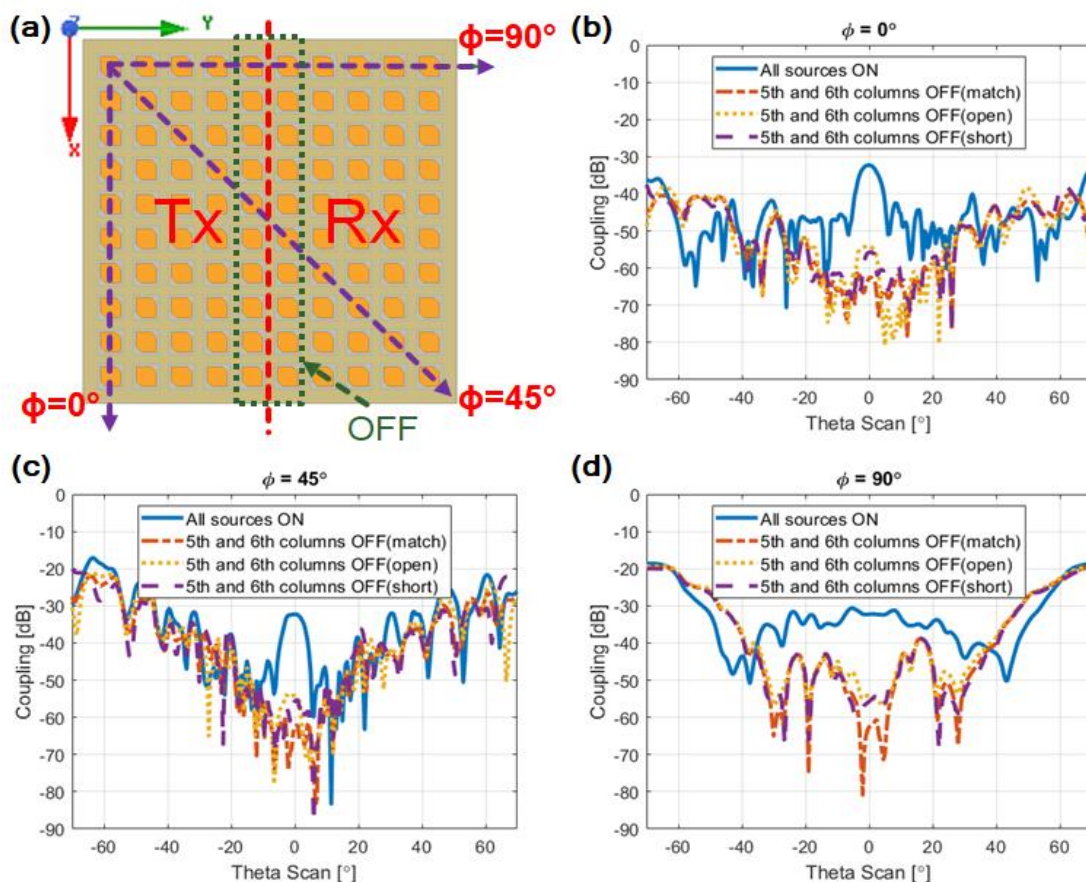 (a)
Z
Y
X
ϕ=90°
Tx
Rx
ϕ=0°
ϕ=45°
OFF
(b)
ϕ = 0°
All sources ON
5th and 6th columns OFF(match)
5th and 6th columns OFF(open)
5th and 6th columns OFF(short)
0
-10
-20
-30
-40
-50
-60
-70
-80
-90
Coupling [dB]
-60 -40 -20 0 20 40 60
Theta Scan [°]
(c)
ϕ = 45°
All sources ON
5th and 6th columns OFF(match)
5th and 6th columns OFF(open)
5th and 6th columns OFF(short)
0
-10
-20
-30
-40
-50
-60
-70
-80
-90
Coupling [dB]
-60 -40 -20 0 20 40 60
Theta Scan [°]
(d)
ϕ = 90°
All sources ON
5th and 6th columns OFF(match)
5th and 6th columns OFF(open)
5th and 6th columns OFF(short)
0
-10
-20
-30
-40
-50
-60
-70
-80
-90
Coupling [dB]
-60 -40 -20 0 20 40 60
Theta Scan [°]